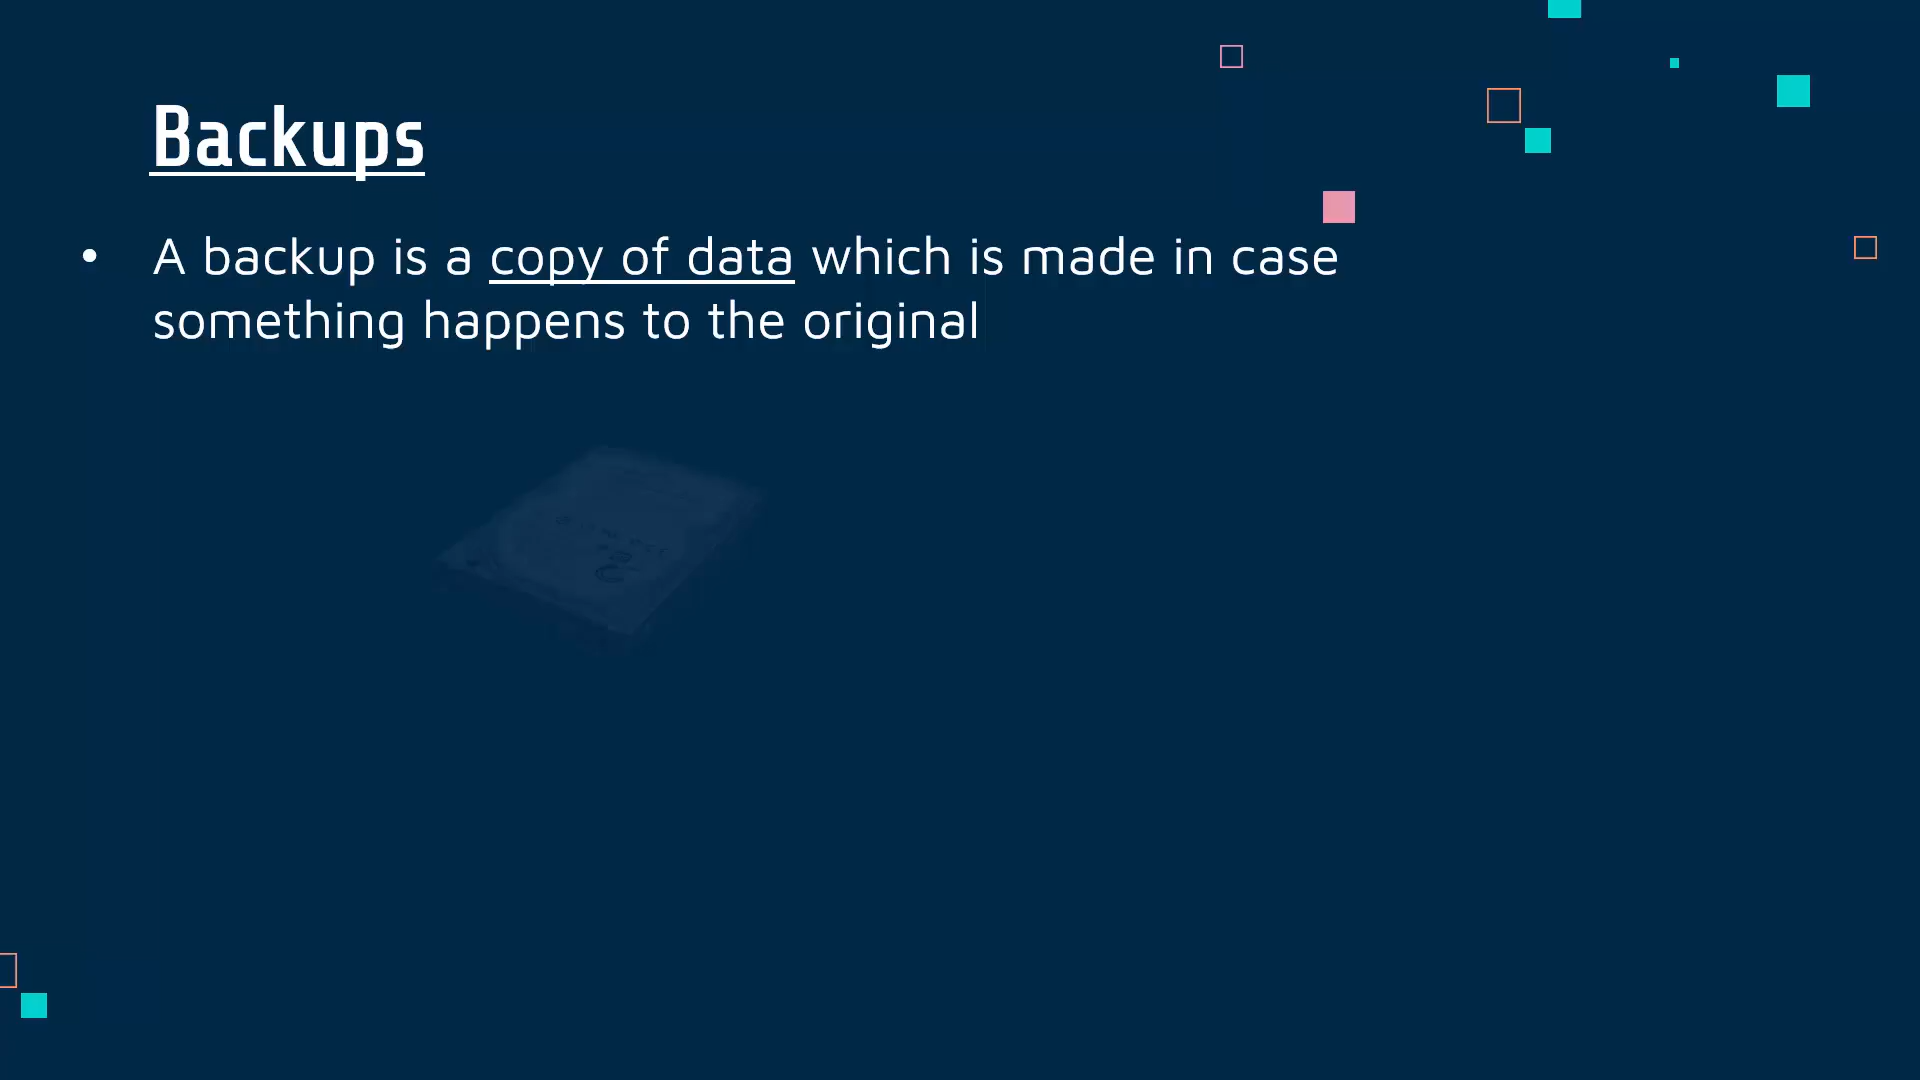 Backups
• A backup is a copy of data which is made in case
something happens to the original